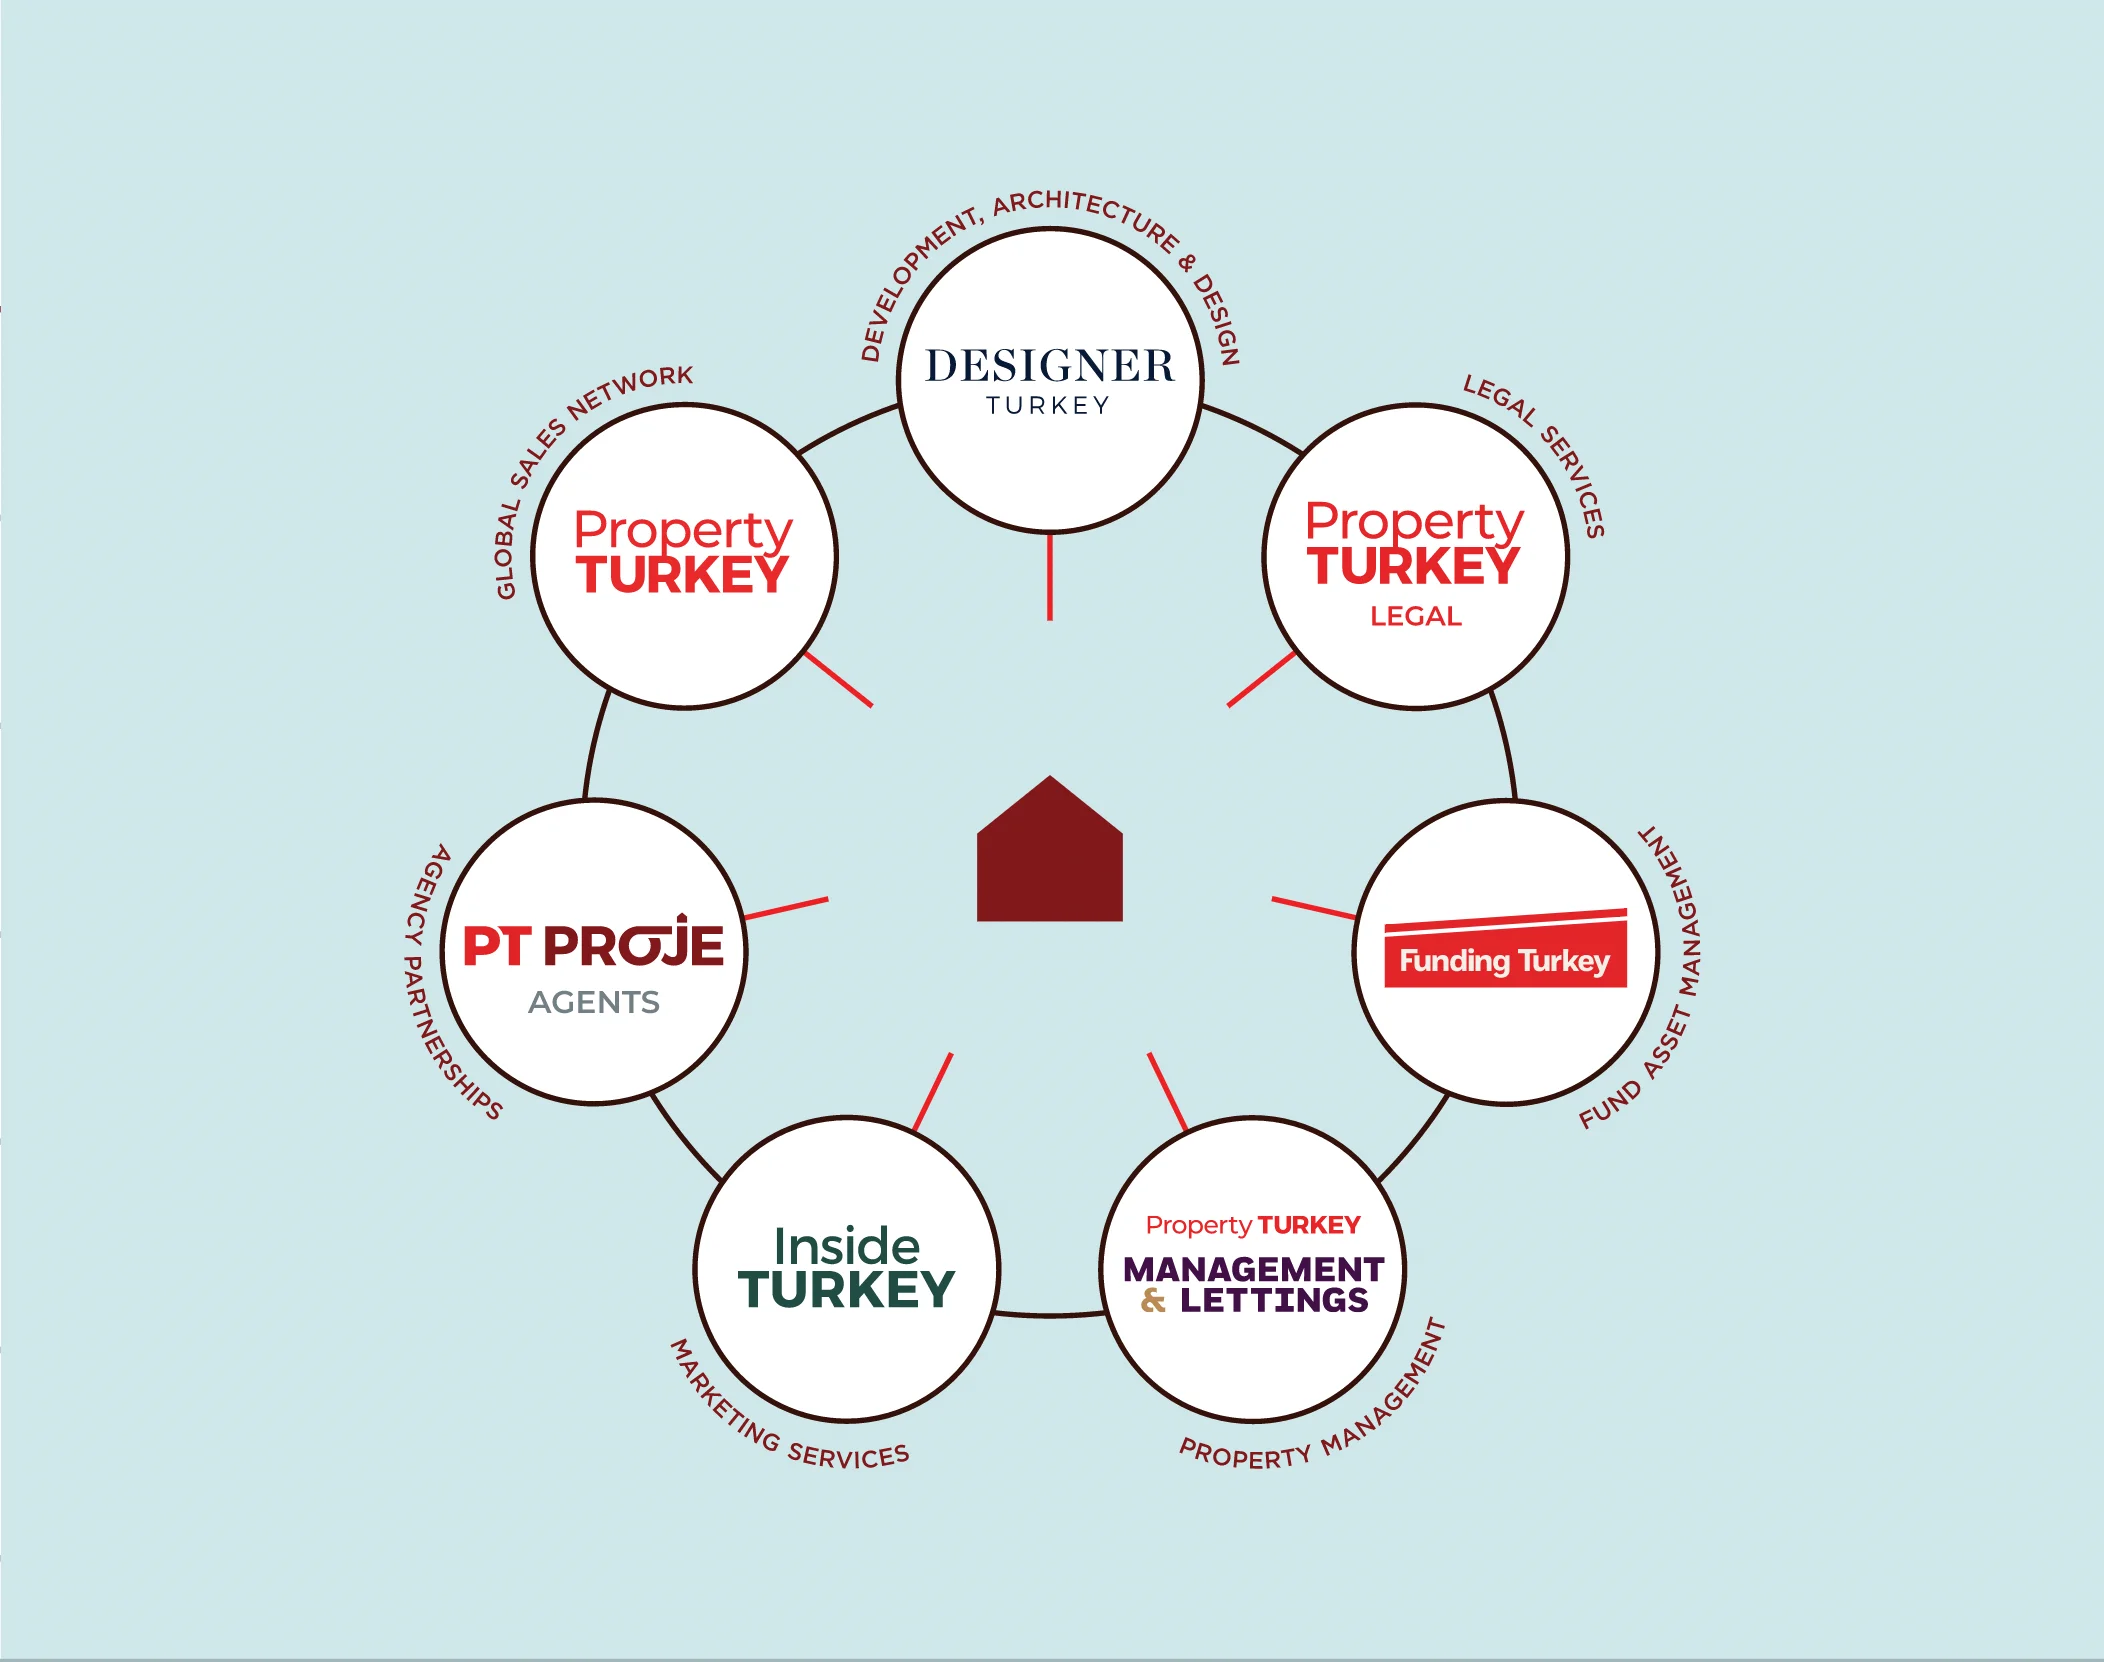 DEVELOPMENT, ARCHITECTURE & DESIGN
DESIGNER
TURKEY
LEGAL SERVICES
Property
TURKEY
LEGAL
FUND ASSET MANAGEMENT
Funding Turkey
PROPERTY MANAGEMENT
Property TURKEY
MANAGEMENT
& LETTINGS
MARKETING SERVICES
Inside
TURKEY
AGENCY PARTNERSHIPS
PT PROJE
AGENTS
GLOBAL SALES NETWORK
Property
TURKEY